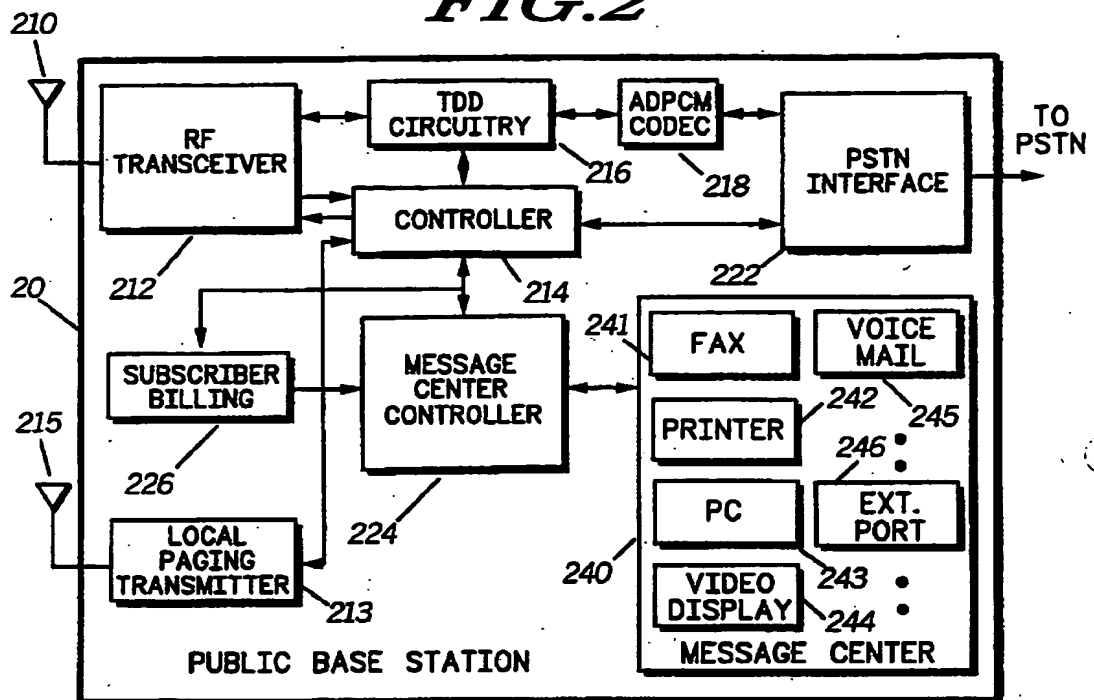 FIG.2
210
RF
TRANSCEIVER
212
TDD
CIRCUITRY
216
ADPCM
CODEC
218
PSTN
INTERFACE
222
TO
PSTN
CONTROLLER
214
20
SUBSCRIBER
BILLING
226
MESSAGE
CENTER
CONTROLLER
224
215
LOCAL
PAGING
TRANSMITTER
213
241
FAX
VOICE
MAIL
245
242
PRINTER
246
PC
243
EXT.
PORT
240
VIDEO
DISPLAY
244
MESSAGE CENTER
PUBLIC BASE STATION